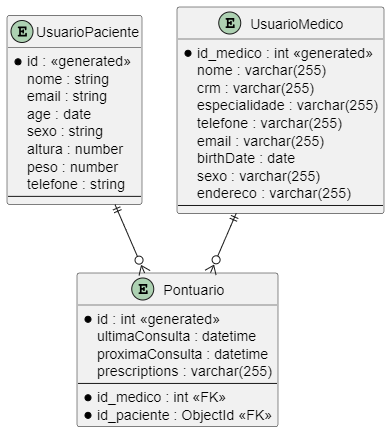 E UsuarioPaciente
id : «generated»
nome : string
email : string
age : date
sexo : string
altura : number
peso : number
telefone : string
E UsuarioMedico
id_medico : int «generated»
nome : varchar(255)
crm : varchar(255)
especialidade : varchar(255)
telefone : varchar(255)
email : varchar(255)
birthDate : date
sexo : varchar(255)
endereco : varchar(255)
E Pontuario
id : int «generated»
ultimaConsulta : datetime
proximaConsulta : datetime
prescriptions : varchar(255)
id_medico : int «FK»
id_paciente : ObjectId «FK»